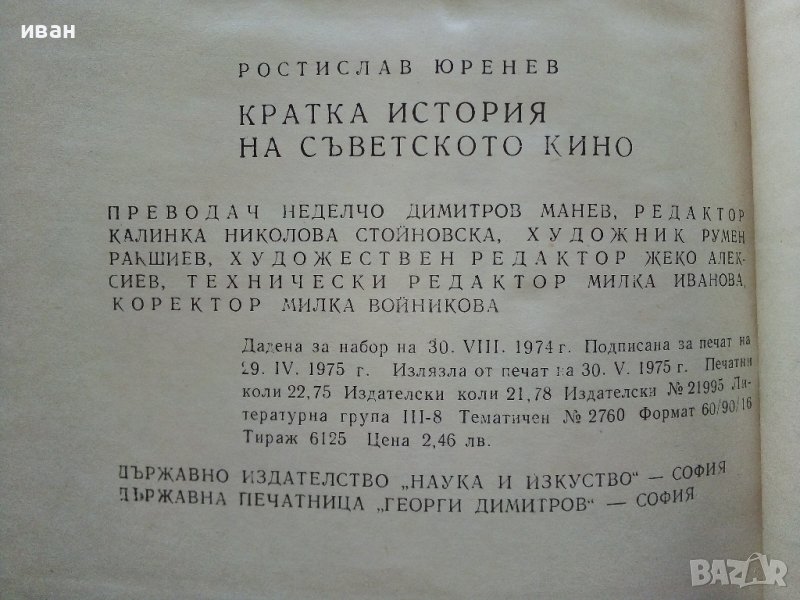 иван
РОСТИСЛАВ ЮРЕНЕВ
КРАТКА ИСТОРИЯ
НА СЪВЕТСКОТО КИНО
ПРЕВОДАЧ НЕДЕЛЧО ДИМИТРОВ МАНЕВ, РЕДАКТОР
КАЛИНКА НИКОЛОВА СТОЙНОВСКА, ХУДОЖНИК РУМЕН
РАКШИЕВ, ХУДОЖЕСТВЕН РЕДАКТОР ЖЕКО АЛЕК-
СИЕВ, ТЕХНИЧЕСКИ РЕДАКТОР МИЛКА ИВАНОВА,
КОРЕКТОР МИЛКА ВОЙНИКОВА
Дадена за набор на 30. VIII. 1974 г. Подписана за печат на
29. IV. 1975 г. Излязла от печат на 30. V. 1975 г. Печатни
коли 22,75 Издателски коли 21,78 Издателски № 21995 Ли-
тературна група III-8 Тематичен № 2760 Формат 60/90/16
Тираж 6125 Цена 2,46 лв.
ДЪРЖАВНО ИЗДАТЕЛСТВО „НАУКА И ИЗКУСТВО“ — СОФИЯ
ДЪРЖАВНА ПЕЧАТНИЦА „ГЕОРГИ ДИМИТРОВ“ — СОФИЯ
BAZAR